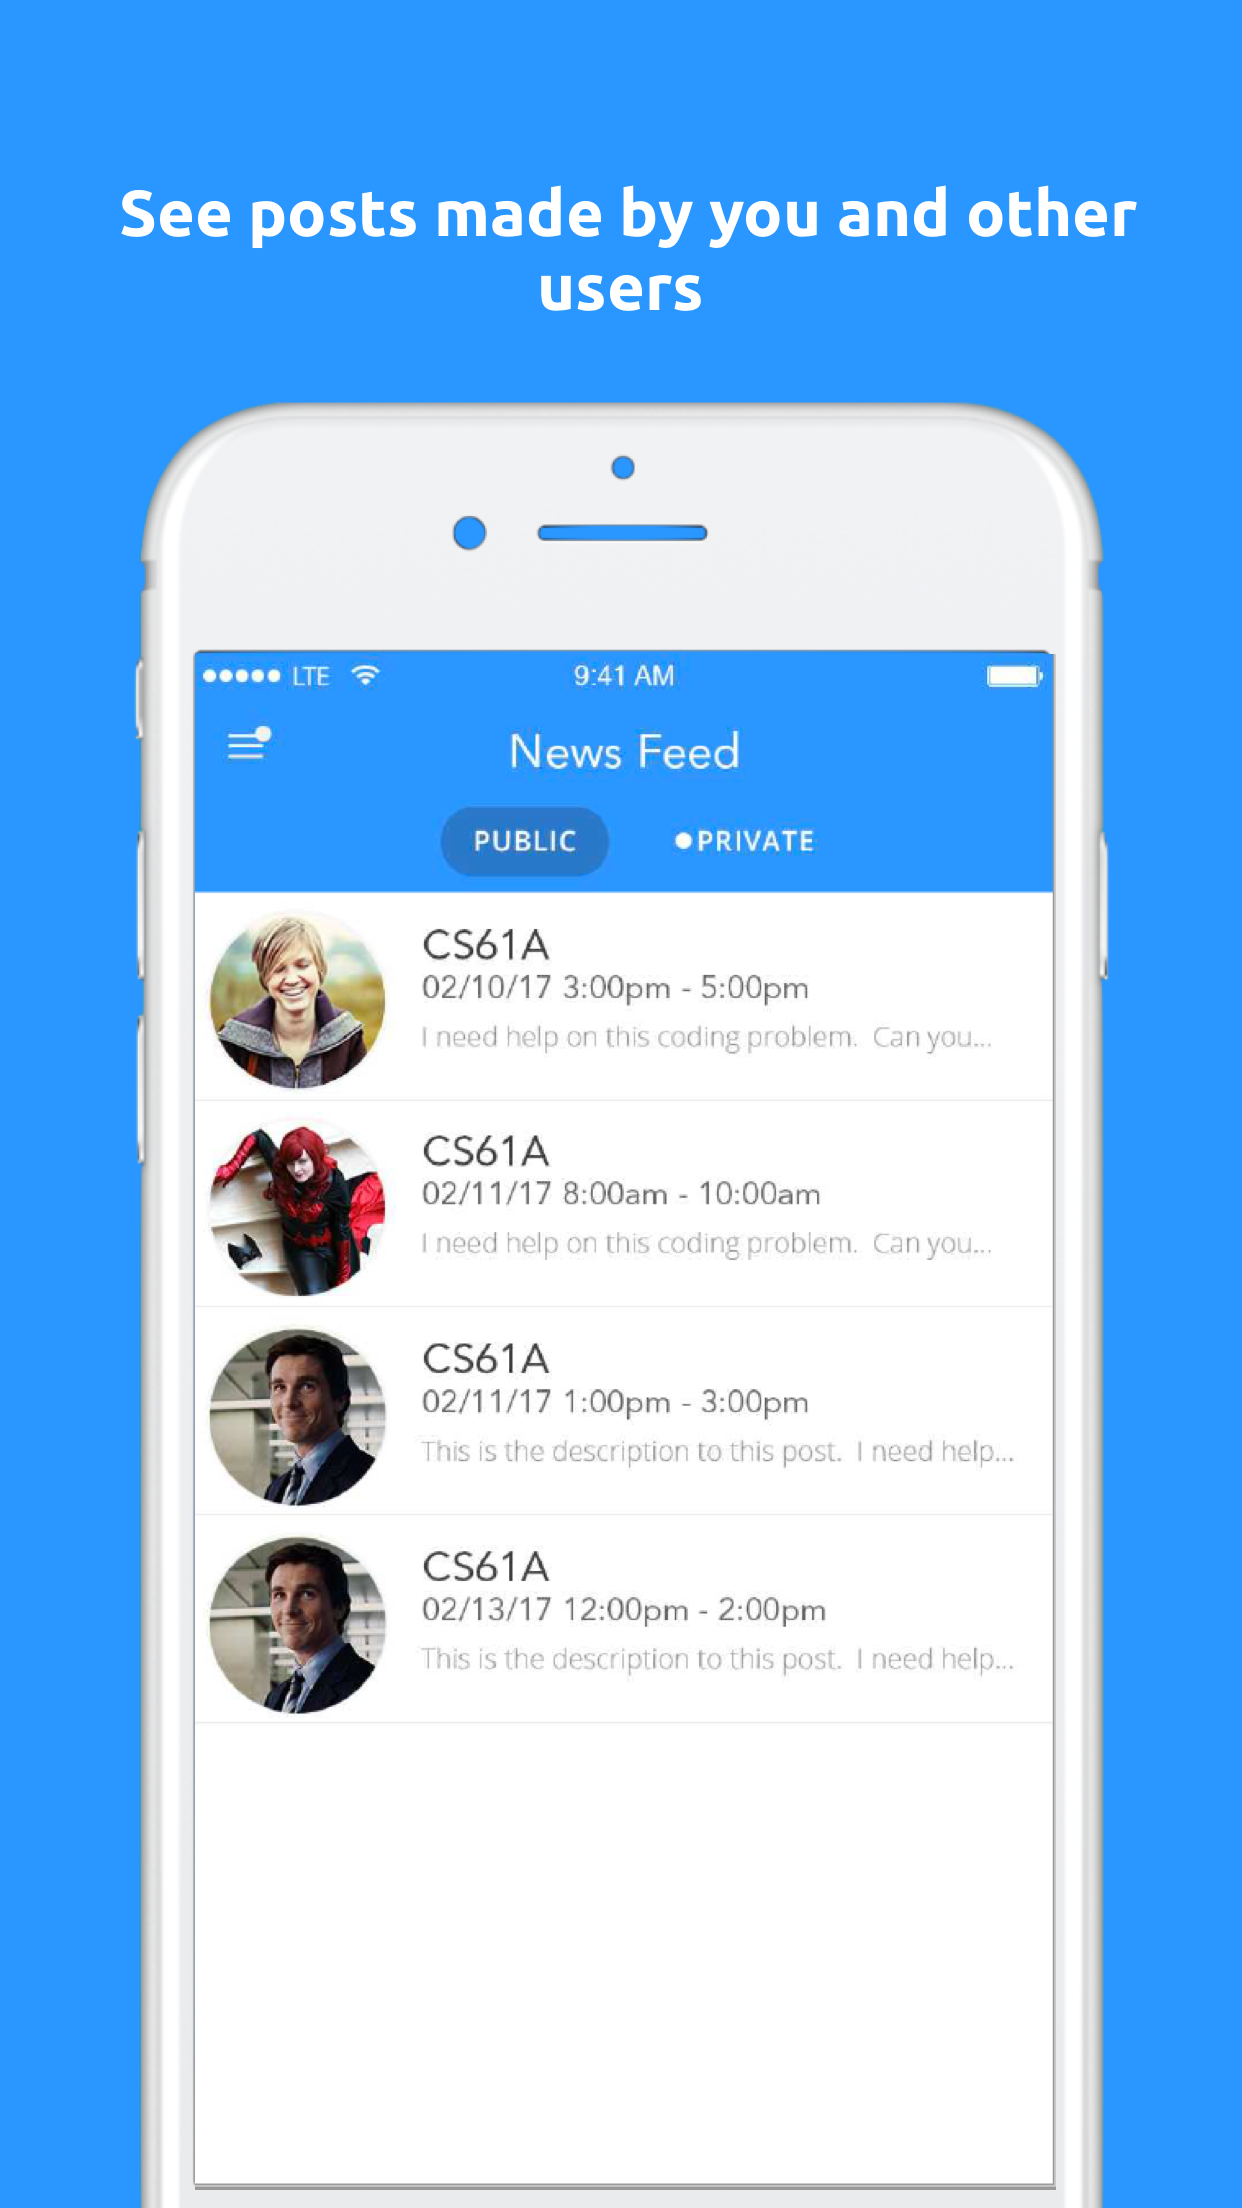 See posts made by you and other
users
LTE 9:41 AM
News Feed
PUBLIC PRIVATE
CS61A
02/10/17 3:00pm - 5:00pm
I need help on this coding problem. Can you...
CS61A
02/11/17 8:00am - 10:00am
I need help on this coding problem. Can you...
CS61A
02/11/17 1:00pm - 3:00pm
This is the description to this post. I need help...
CS61A
02/13/17 12:00pm - 2:00pm
This is the description to this post. I need help...